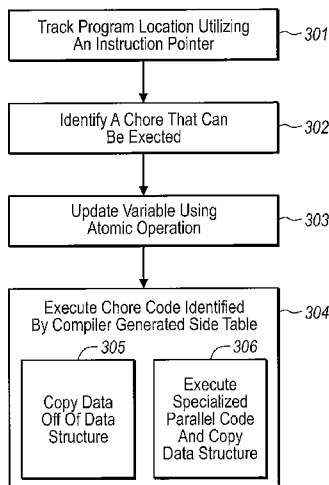 Track Program Location Utilizing
An Instruction Pointer
301
Identify A Chore That Can
Be Exected
302
Update Variable Using
Atomic Operation
303
Execute Chore Code Identified
By Compiler Generated Side Table
304
305
Copy Data
Off Of Data
Structure
306
Execute
Specialized
Parallel Code
And Copy
Data Structure